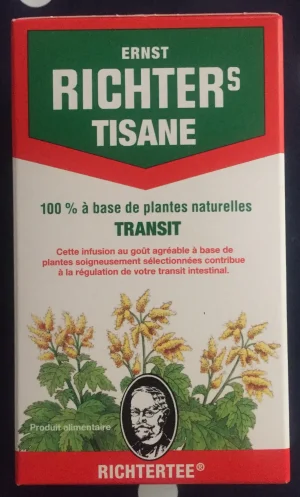 ERNST
RICHTERS
TISANE
100 % à base de plantes naturelles
TRANSIT
Cette infusion au goût agréable à base de
plantes soigneusement sélectionnées contribue
à la régulation de votre transit intestinal.
Produit alimentaire
RICHTERTEE®